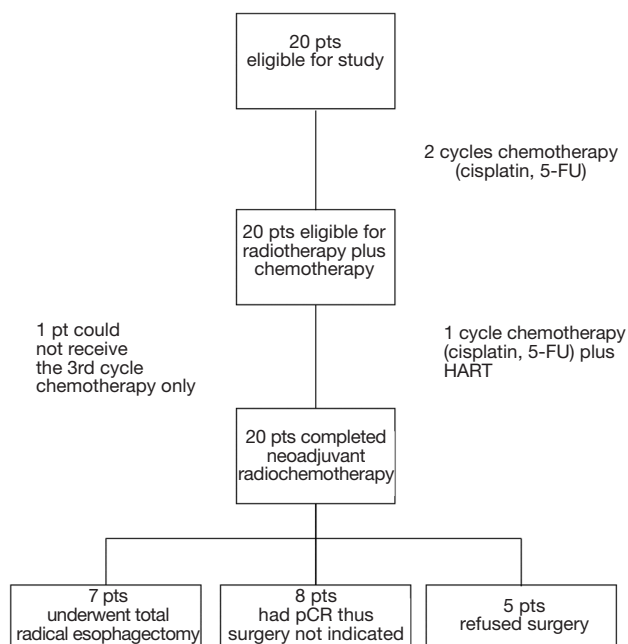 20 pts
eligible for study
2 cycles chemotherapy
(cisplatin, 5-FU)
20 pts eligible for
radiotherapy plus
chemotherapy
1 pt could
not receive
the 3rd cycle
chemotherapy only
1 cycle chemotherapy
(cisplatin, 5-FU) plus
HART
20 pts completed
neoadjuvant
radiochemotherapy
7 pts
underwent total
radical esophagectomy
8 pts
had pCR thus
surgery not indicated
5 pts
refused surgery